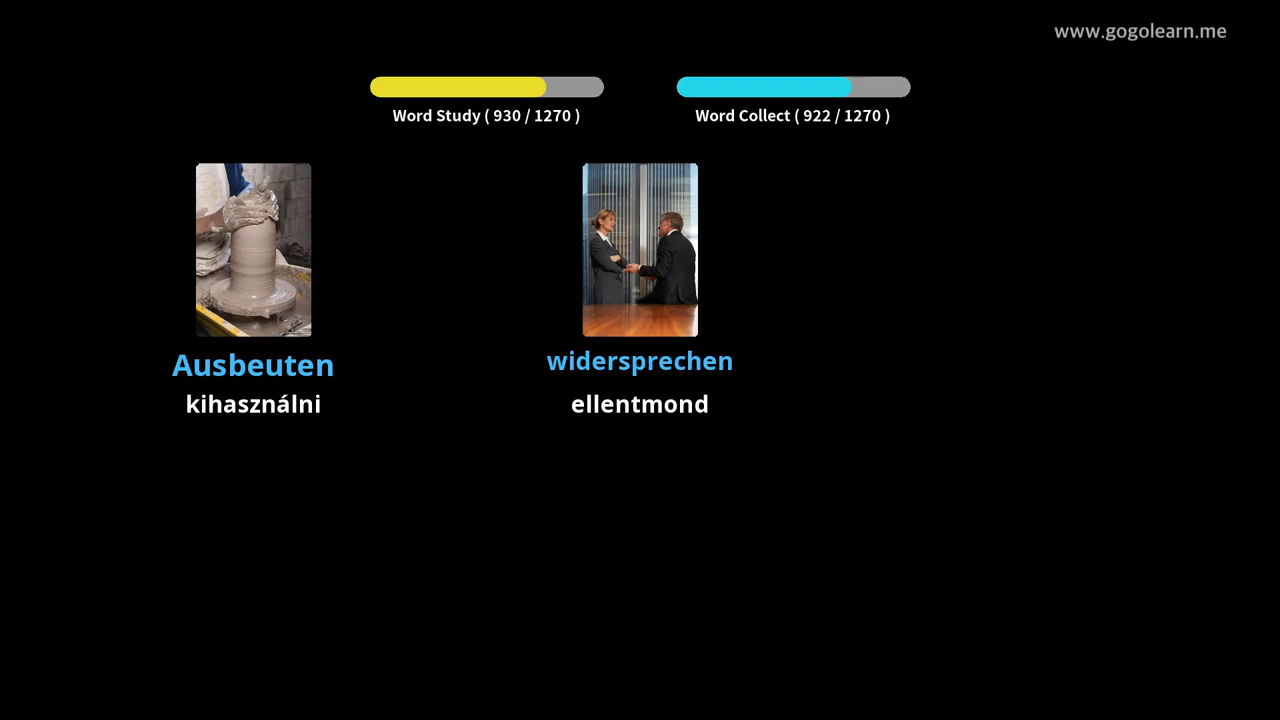 www.gogolearn.me
Word Study ( 930 / 1270 )
Word Collect ( 922 / 1270 )
Ausbeuten
kihasználni
widersprechen
ellentmond